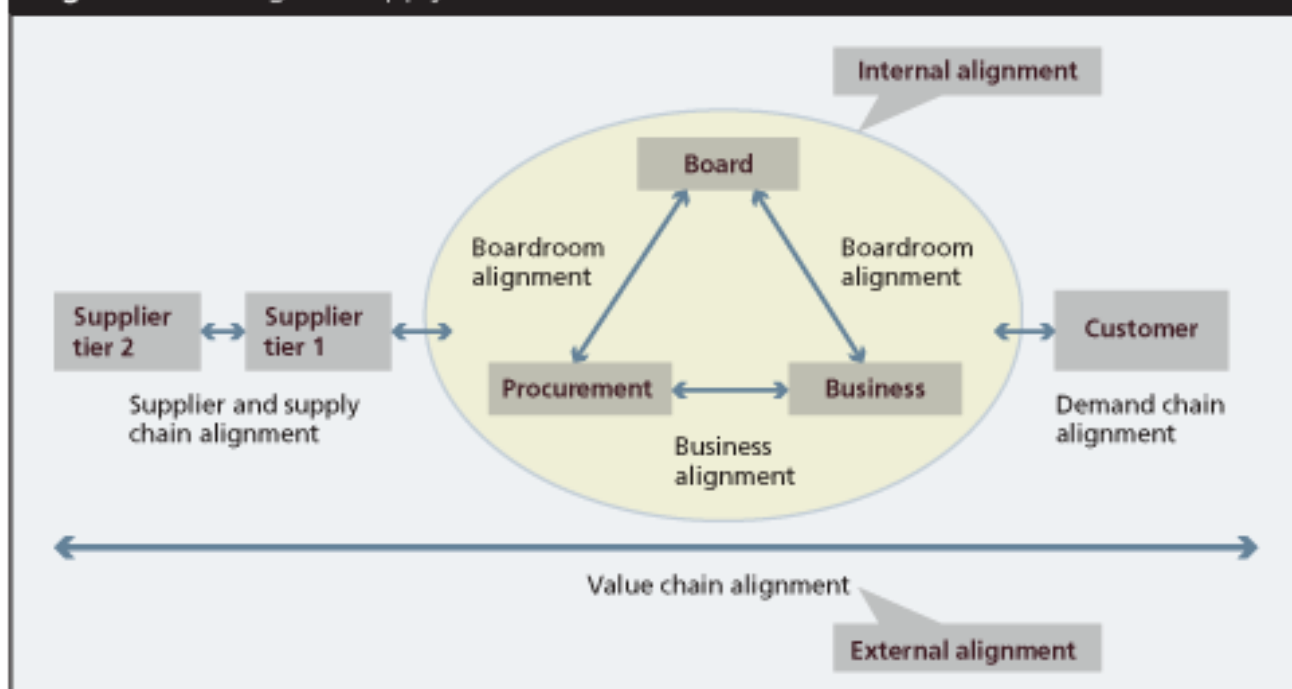 Internal alignment
Board
Boardroom
alignment
Boardroom
alignment
Supplier
tier 2
Supplier
tier 1
Customer
Procurement
Business
Supplier and supply
chain alignment
Demand chain
alignment
Business
alignment
Value chain alignment
External alignment